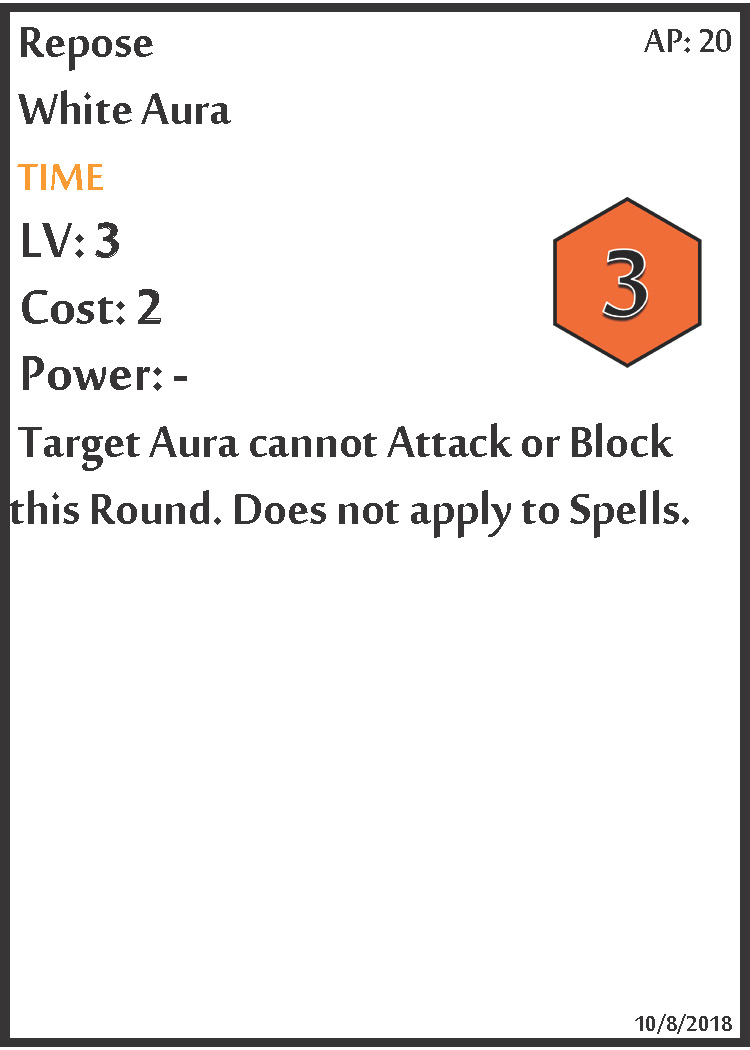 Repose
AP: 20
White Aura
TIME
LV: 3
3
Cost: 2
Power: -
Target Aura cannot Attack or Block
this Round. Does not apply to Spells.
10/8/2018